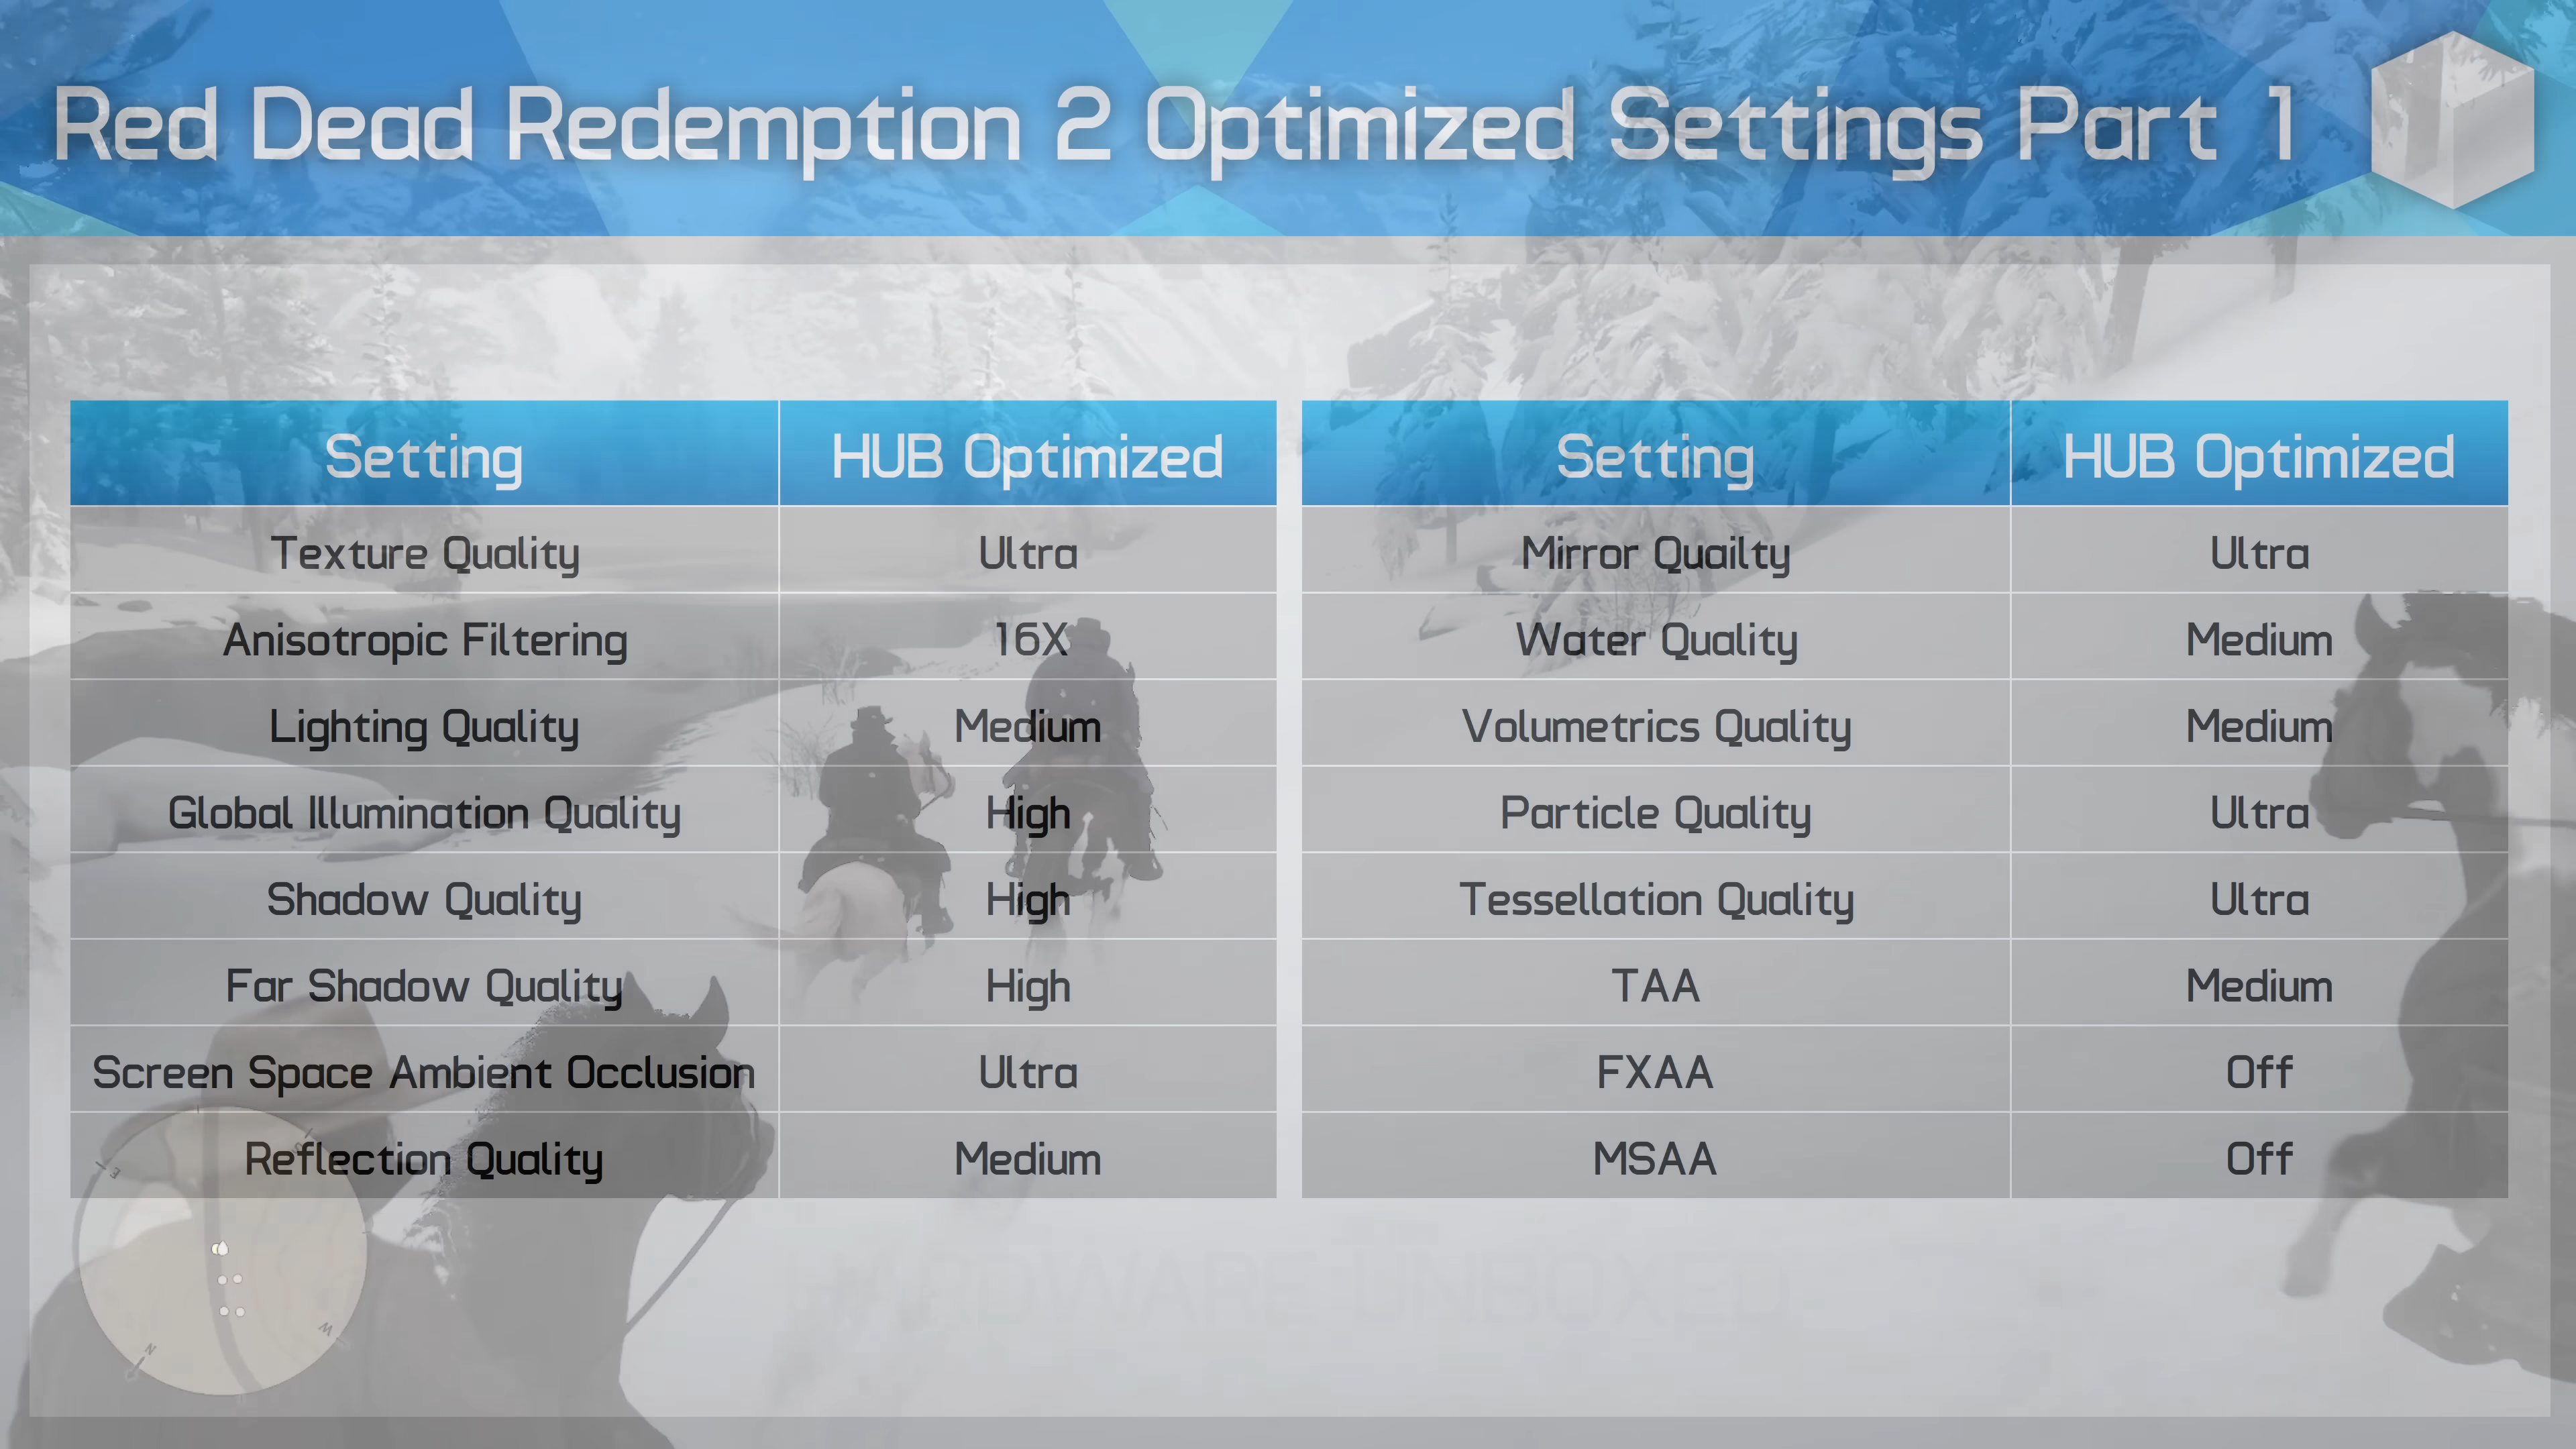 Red Dead Redemption 2 Optimized Settings Part 1
Setting HUB Optimized
Texture Quality Ultra
Anisotropic Filtering 16X
Lighting Quality Medium
Global Illumination Quality High
Shadow Quality High
Far Shadow Quality High
Screen Space Ambient Occlusion Ultra
Reflection Quality Medium
Setting HUB Optimized
Mirror Quailty Ultra
Water Quality Medium
Volumetrics Quality Medium
Particle Quality Ultra
Tessellation Quality Ultra
TAA Medium
FXAA Off
MSAA Off
HARDWARE UNBOXED
E
W
N